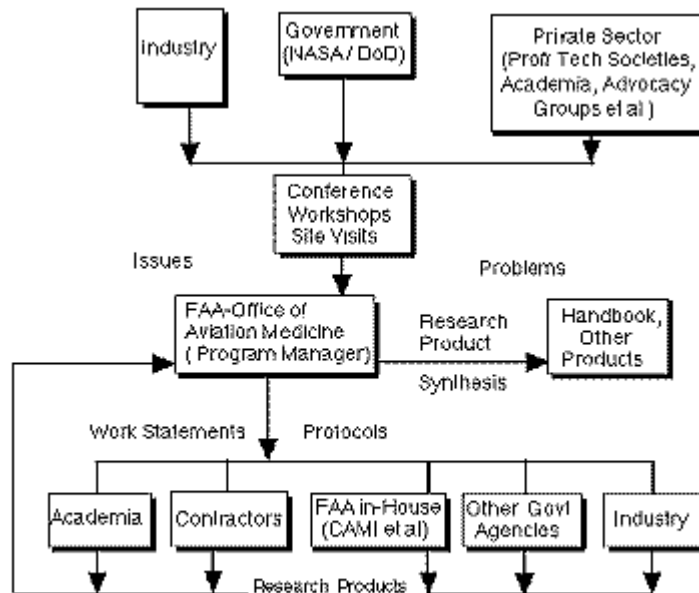 industry
Government
(NASA / DoD)
Private Sector
(Prof'l Tech Societies,
Academia, Advocacy
Groups et al )
Conference
Workshops
Site Visits
Issues
Problems
FAA-Office of
Aviation Medicine
( Program Manager)
Research
Product
Synthesis
Handbook,
Other
Products
Work Statements
Protocols
Academia
Contractors
FAA in-House
(CAMI et al)
Other Gov't
Agencies
Industry
Research Products